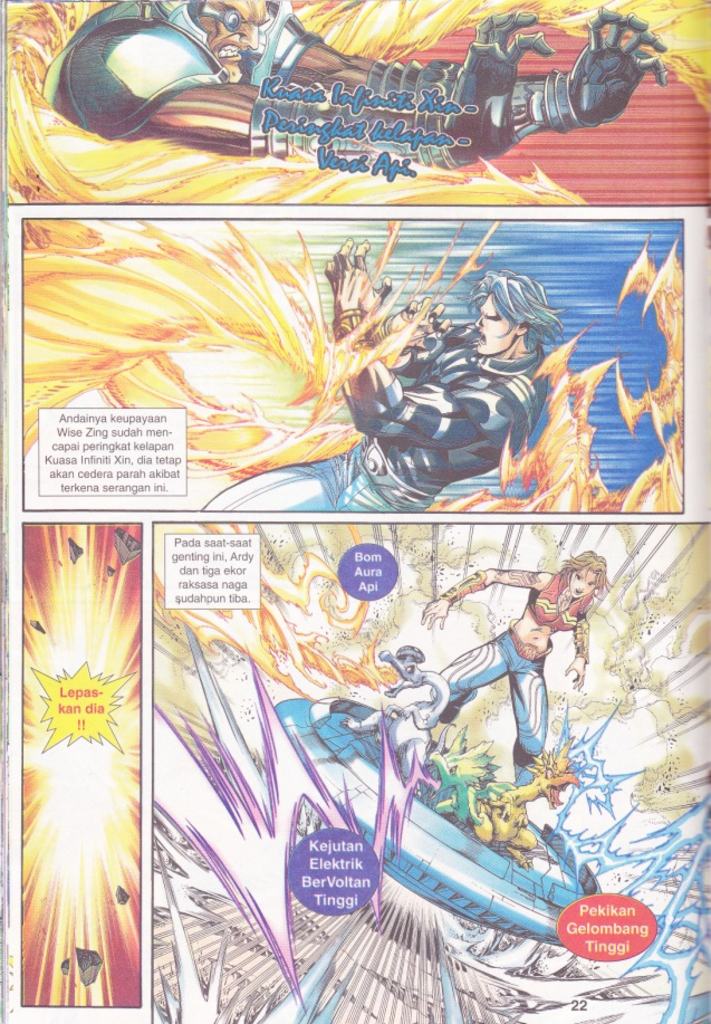 Kuasa Infiniti Xin -
Peringkat kelapan -
Versi Api.
Andainya keupayaan
Wise Zing sudah men-
capai peringkat kelapan
Kuasa Infiniti Xin, dia tetap
akan cedera parah akibat
terkena serangan ini.
Lepas-
kan dia
!!
Pada saat-saat
genting ini, Ardy
dan tiga ekor
raksasa naga
sudahpun tiba.
Bom
Aura
Api
Kejutan
Elektrik
BerVoltan
Tinggi
Pekikan
Gelombang
Tinggi
22